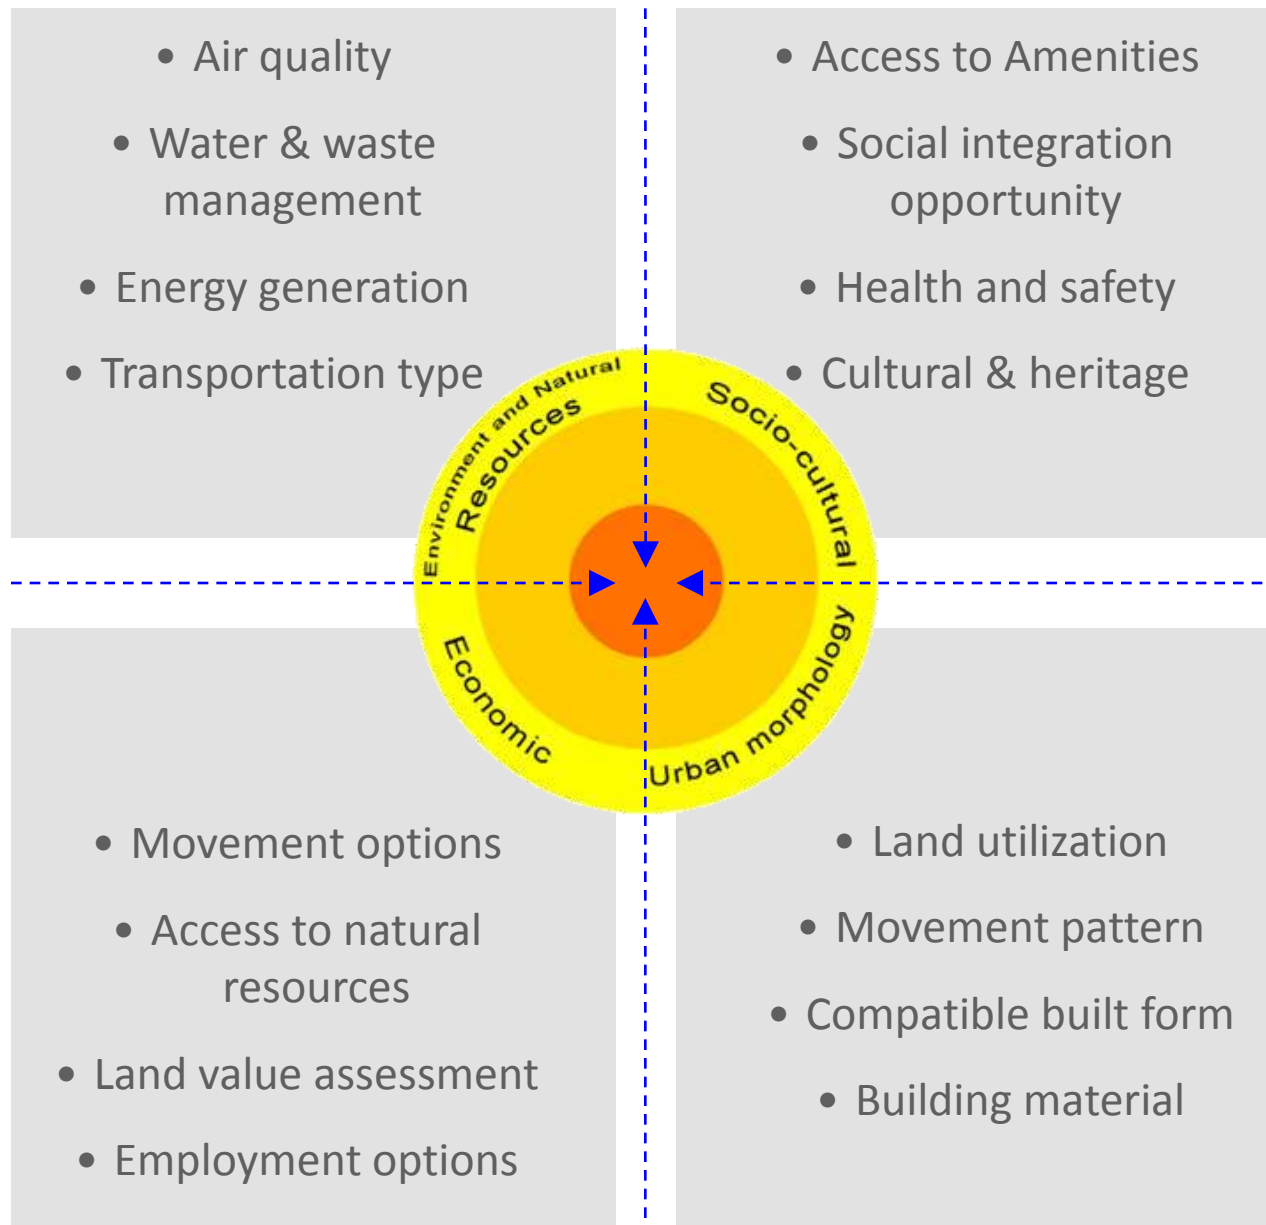 • Air quality
• Water & waste
management
• Energy generation
• Transportation type
• Access to Amenities
• Social integration
opportunity
• Health and safety
• Cultural & heritage
Environment and Natural
Resources
Socio-cultural
Economic
Urban morphology
• Movement options
• Access to natural
resources
• Land value assessment
• Employment options
• Land utilization
• Movement pattern
• Compatible built form
• Building material